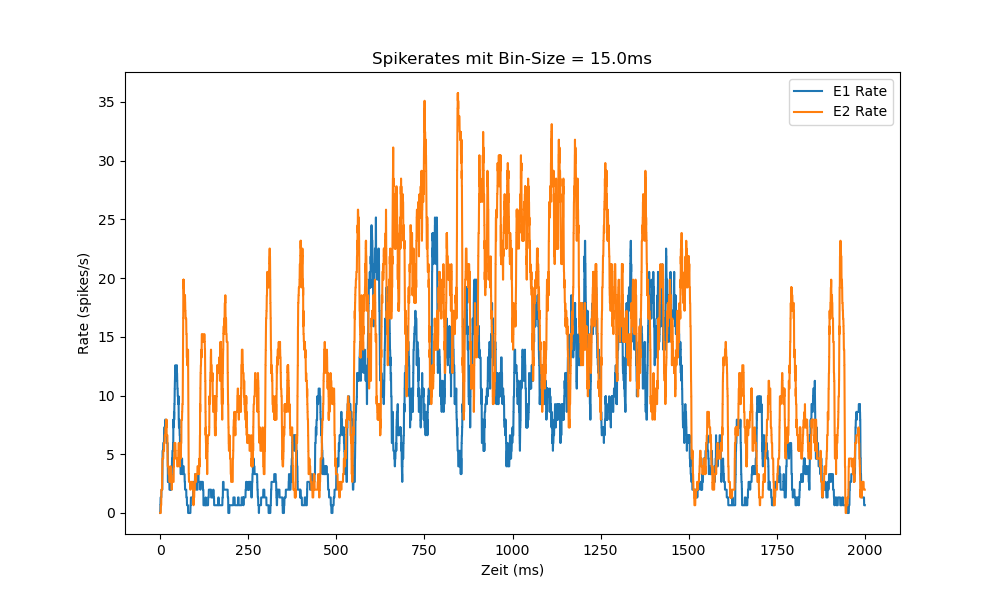 Spikerates mit Bin-Size = 15.0ms
E1 Rate
E2 Rate
Rate (spikes/s)
35
30
25
20
15
10
5
0
0 250 500 750 1000 1250 1500 1750 2000
Zeit (ms)